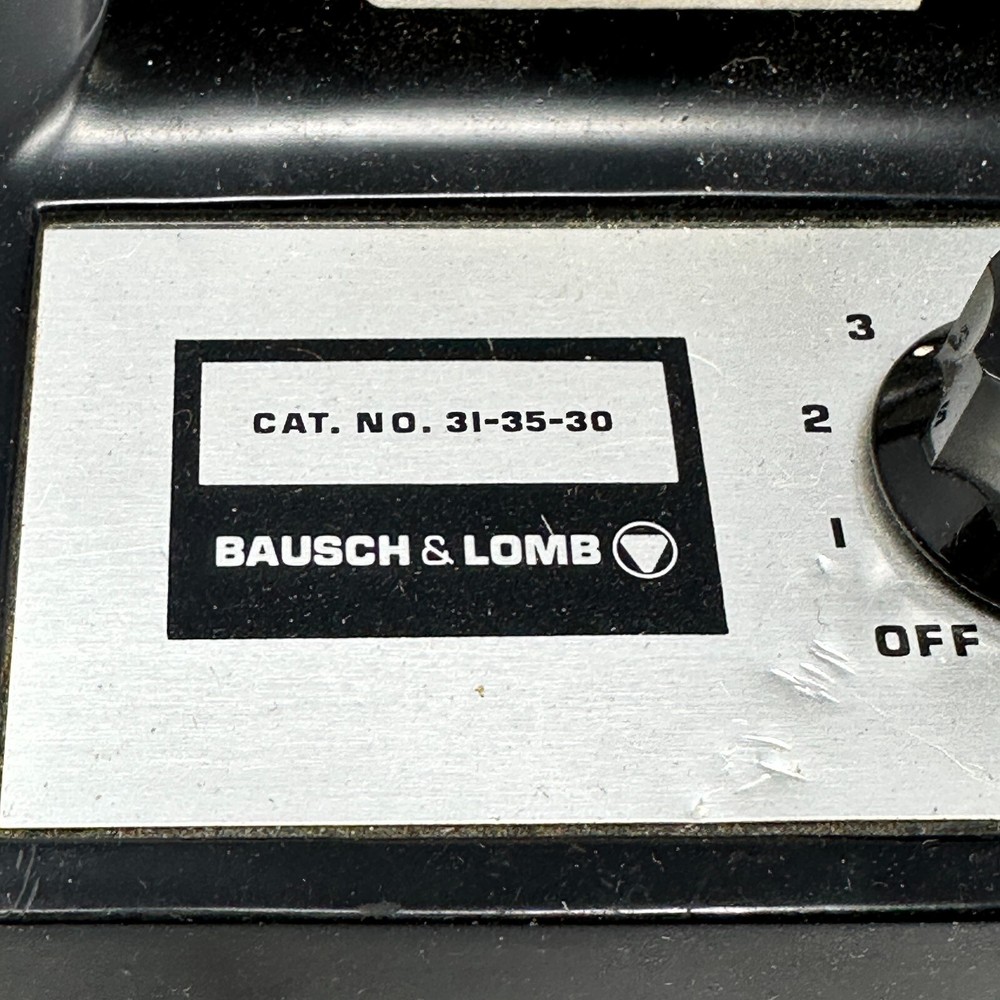 CAT. NO. 31-35-30
BAUSCH & LOMB
3
2
1
OFF